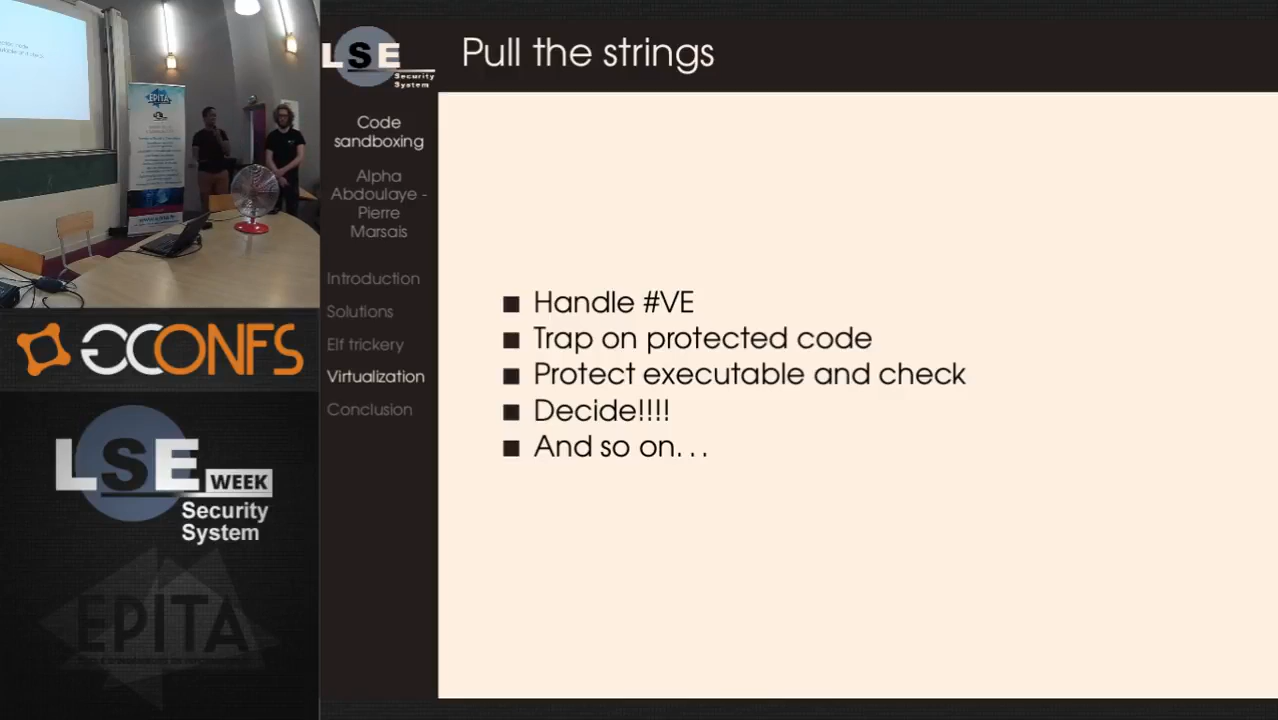 EPITA
LSE
Security
System
Pull the strings
Code
sandboxing
Alpha
Abdoulaye -
Pierre
Marsais
Introduction
Solutions
Elf trickery
Virtualization
Conclusion
■ Handle #VE
■ Trap on protected code
■ Protect executable and check
■ Decide!!!!
■ And so on...
CONFS
LSE WEEK
Security
System
EPITA